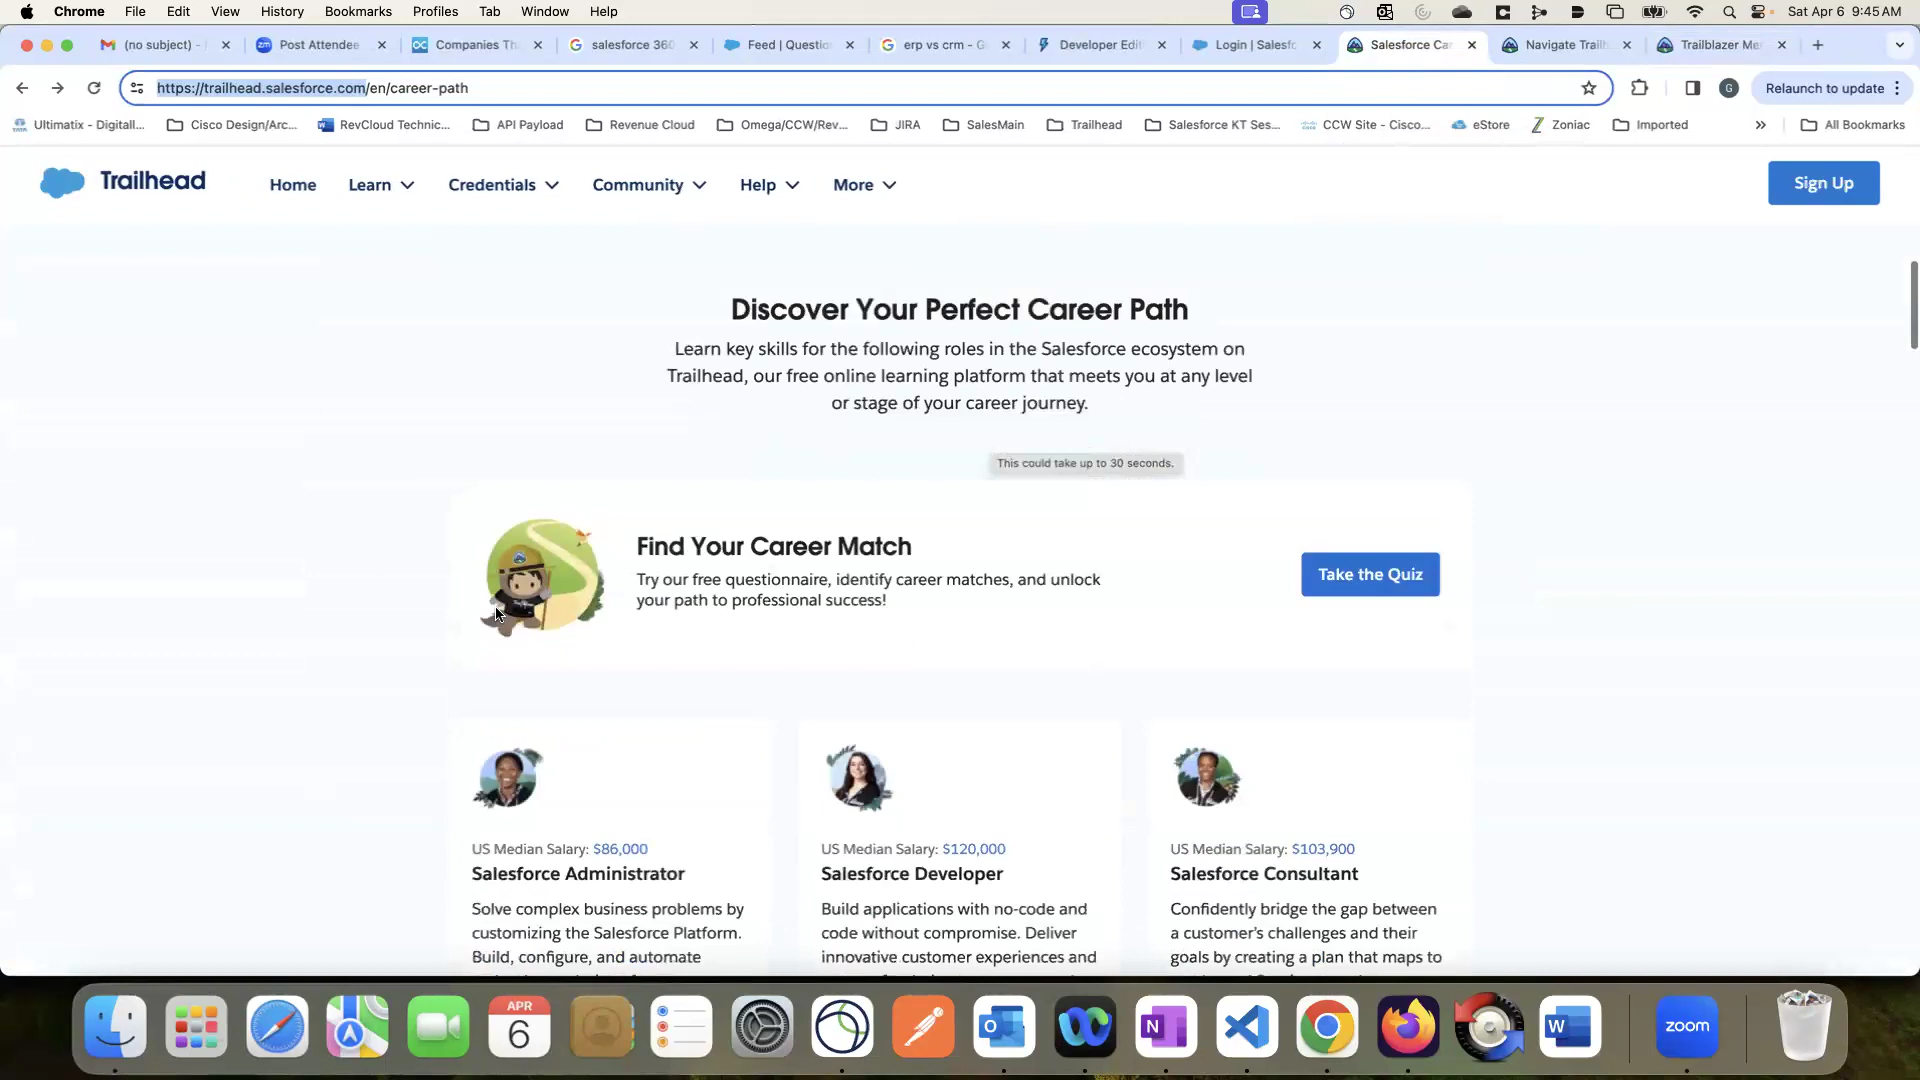 Chrome File Edit View History Bookmarks Profiles Tab Window Help Sat Apr 6 9:45 AM
(no subject) - Post Attendee Companies Th salesforce 360 Feed | Questio erp vs crm - G Developer Edit Login | Salesfo Salesforce Car Navigate Trailh Trailblazer Me
https://trailhead.salesforce.com/en/career-path G Relaunch to update
Ultimatix - Digitall... Cisco Design/Arc... RevCloud Technic... API Payload Revenue Cloud Omega/CCW/Rev... JIRA SalesMain Trailhead Salesforce KT Ses... CCW Site - Cisco... eStore Zoniac Imported » All Bookmarks
Trailhead Home Learn Credentials Community Help More Sign Up
Discover Your Perfect Career Path
Learn key skills for the following roles in the Salesforce ecosystem on
Trailhead, our free online learning platform that meets you at any level
or stage of your career journey.
This could take up to 30 seconds.
Find Your Career Match
Try our free questionnaire, identify career matches, and unlock
your path to professional success!
Take the Quiz
US Median Salary: $86,000
Salesforce Administrator
Solve complex business problems by
customizing the Salesforce Platform.
Build, configure, and automate
US Median Salary: $120,000
Salesforce Developer
Build applications with no-code and
code without compromise. Deliver
innovative customer experiences and
US Median Salary: $103,900
Salesforce Consultant
Confidently bridge the gap between
a customer's challenges and their
goals by creating a plan that maps to
APR
6
zoom